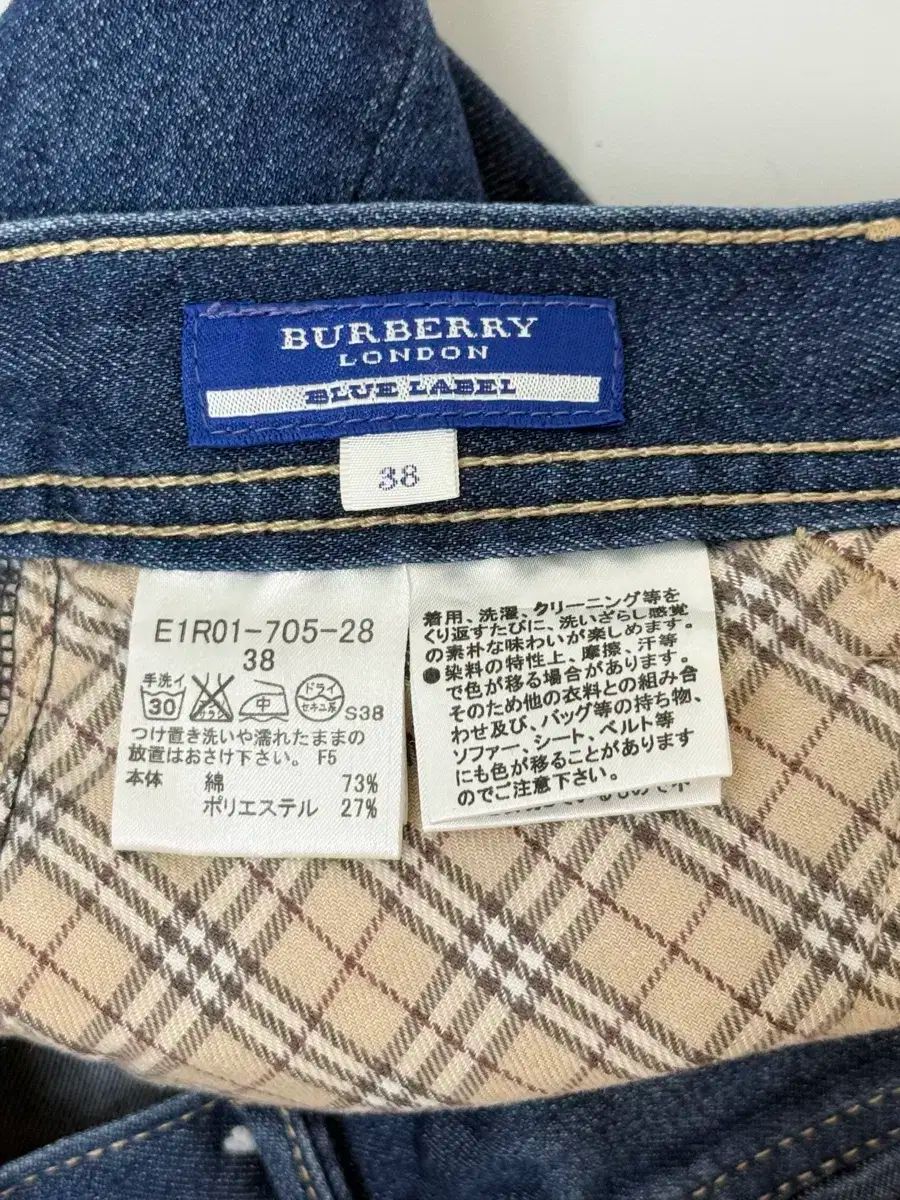 BURBERRY
LONDON
BLUE LABEL
38
E1R01-705-28
38
手洗イ
30
ドライ
セキユ系
S38
つけ置き洗いや濡れたままの
放置はおさけ下さい。 F5
本体 綿 73%
ポリエステル 27%
着用、洗濯、クリーニング等を
くり返すたびに、洗いざらし感覚
の素朴な味わいが楽しめます。
●染料の特性上、摩擦、汗等
で色が移る場合があります。
そのため他の衣料との組み合
わせ及び、バッグ等の持ち物、
ソファー、シート、ベルト等
にも色が移ることがあります
のでご注意下さい。